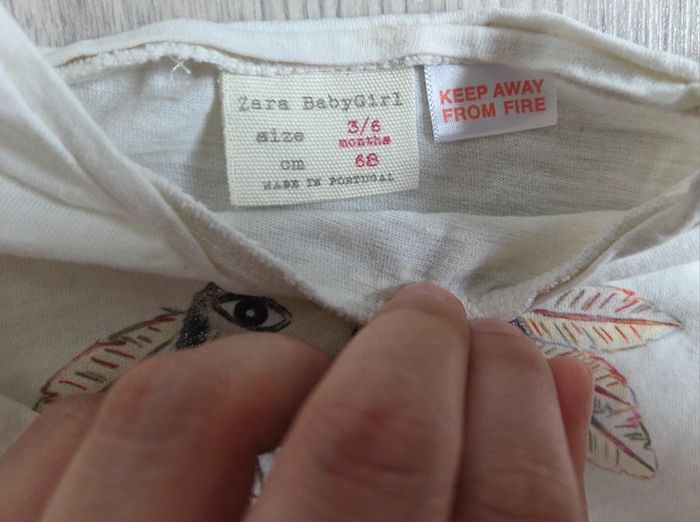 Zara BabyGirl
size 3/6
months
cm 68
MADE IN PORTUGAL
KEEP AWAY
FROM FIRE